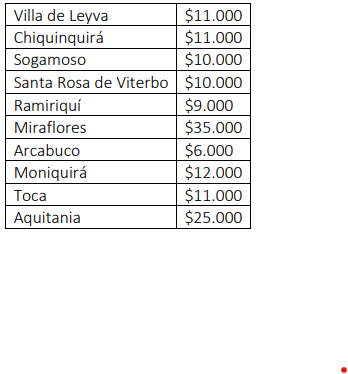 Villa de Leyva $11.000
Chiquinquirá $11.000
Sogamoso $10.000
Santa Rosa de Viterbo $10.000
Ramiriquí $9.000
Miraflores $35.000
Arcabuco $6.000
Moniquirá $12.000
Toca $11.000
Aquitania $25.000